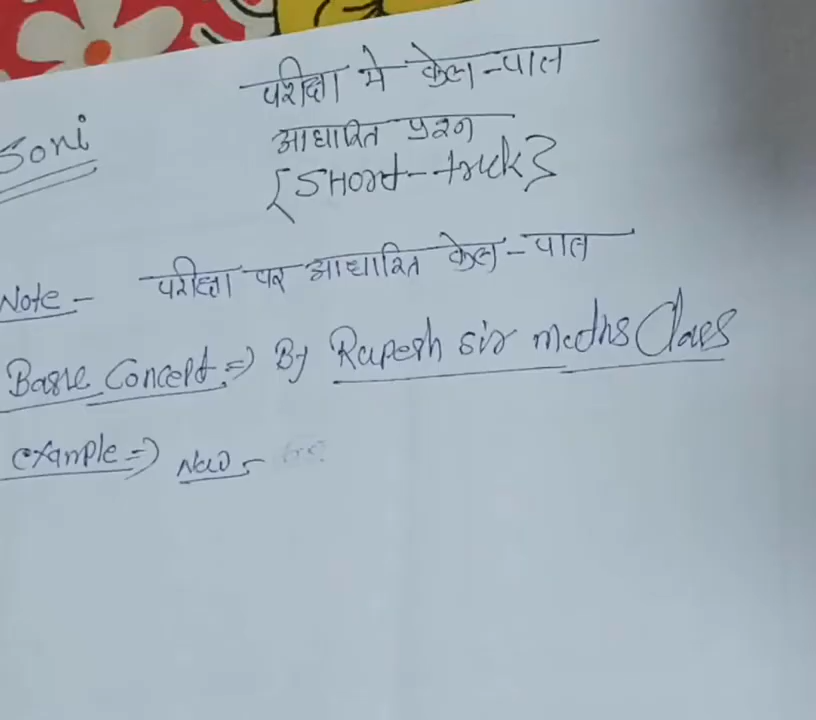 परीक्षा मे फेल-पास
Soni
आधारित प्रश्न
{Short-trick}
Note- परीक्षा पर आधारित फेल-पास
Basic Concept => By Rupesh sir maths Class
example => New -